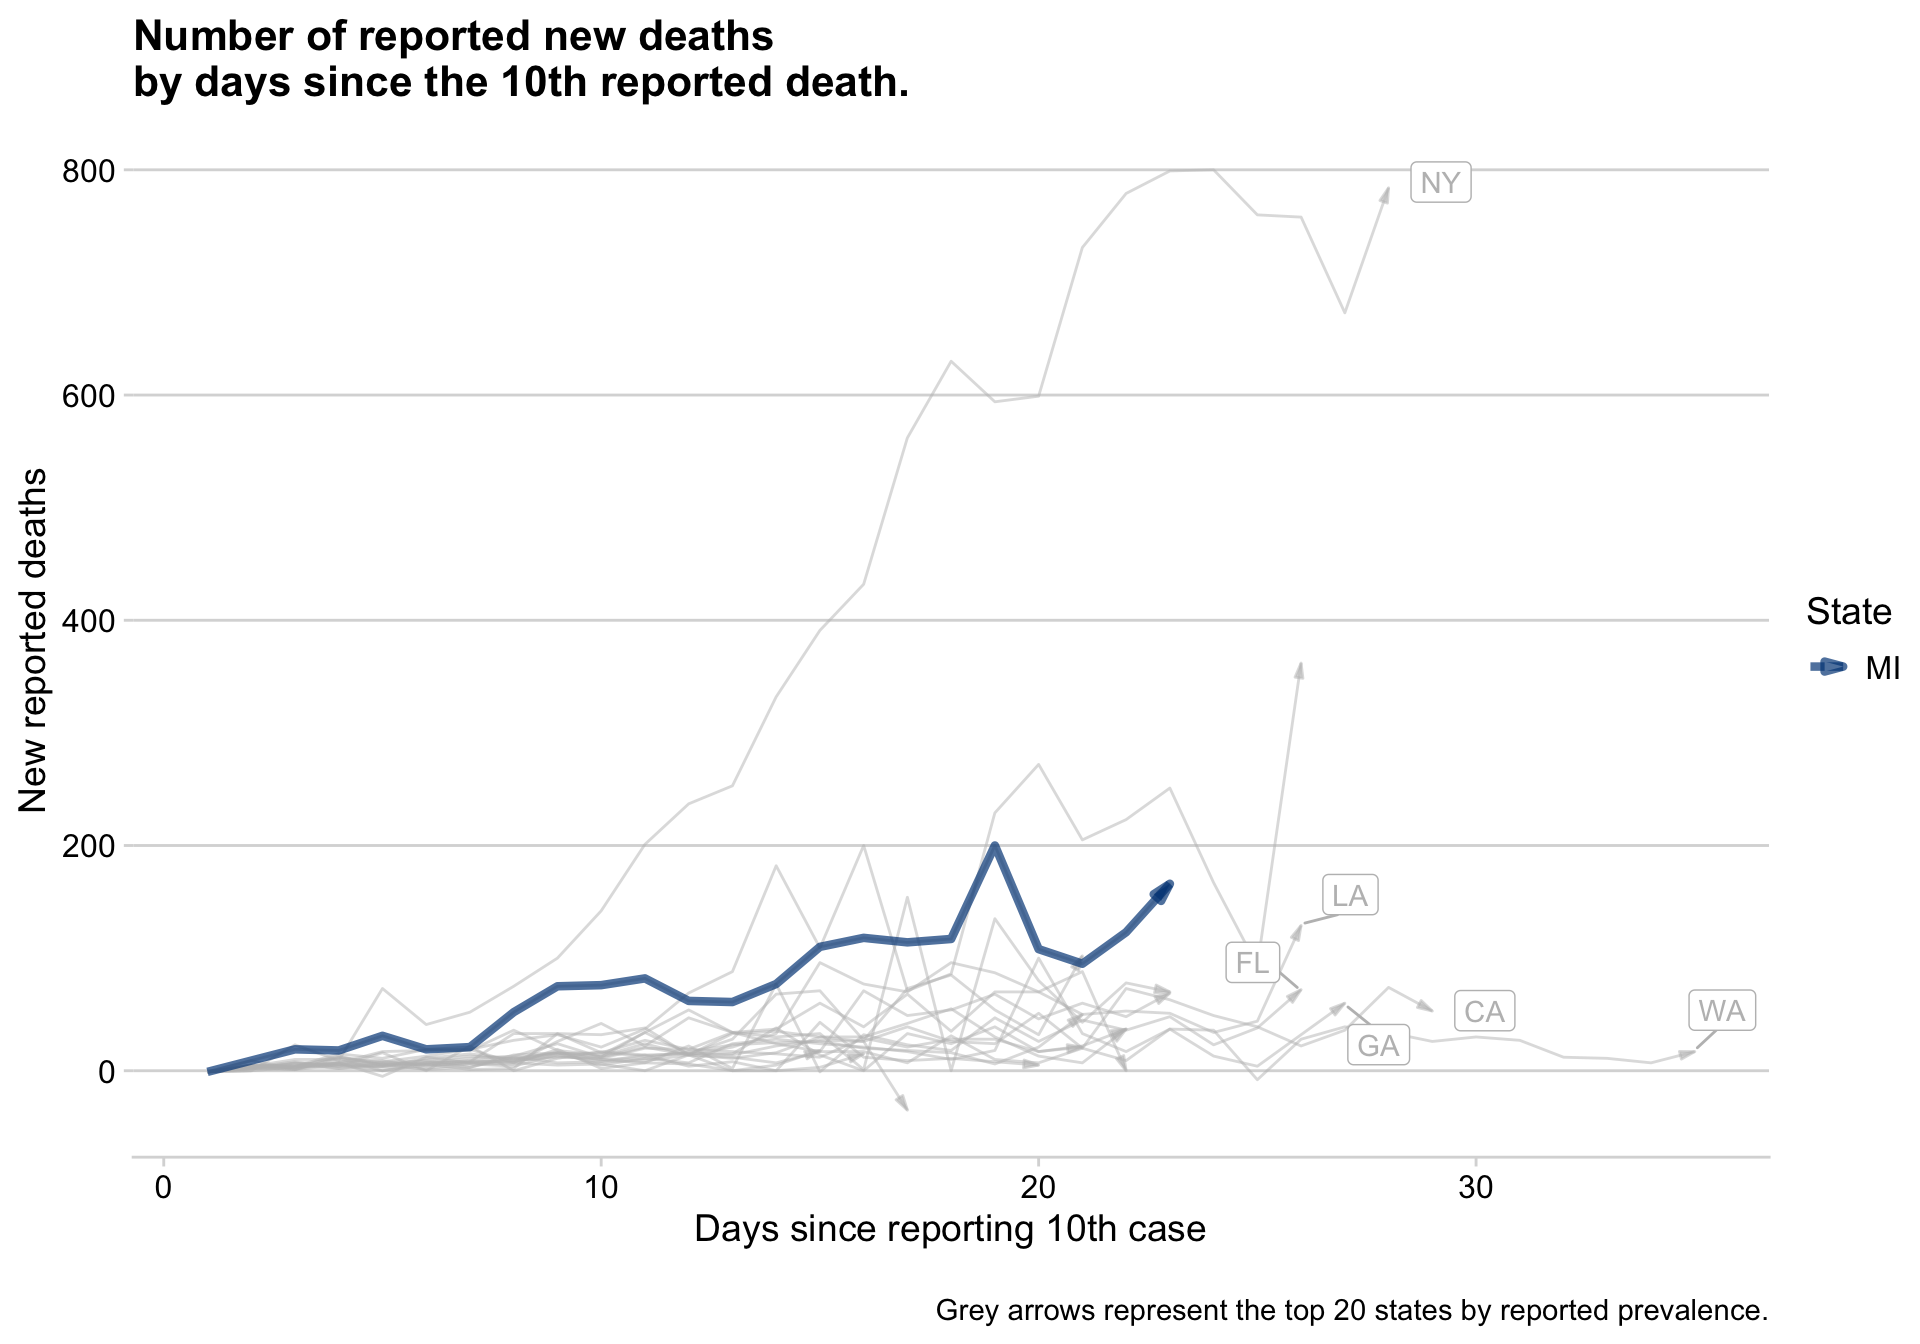 Number of reported new deaths
by days since the 10th reported death.
800
600
400
200
0
New reported deaths
NY
LA
FL
CA
WA
GA
State
MI
0
10
20
30
Days since reporting 10th case
Grey arrows represent the top 20 states by reported prevalence.